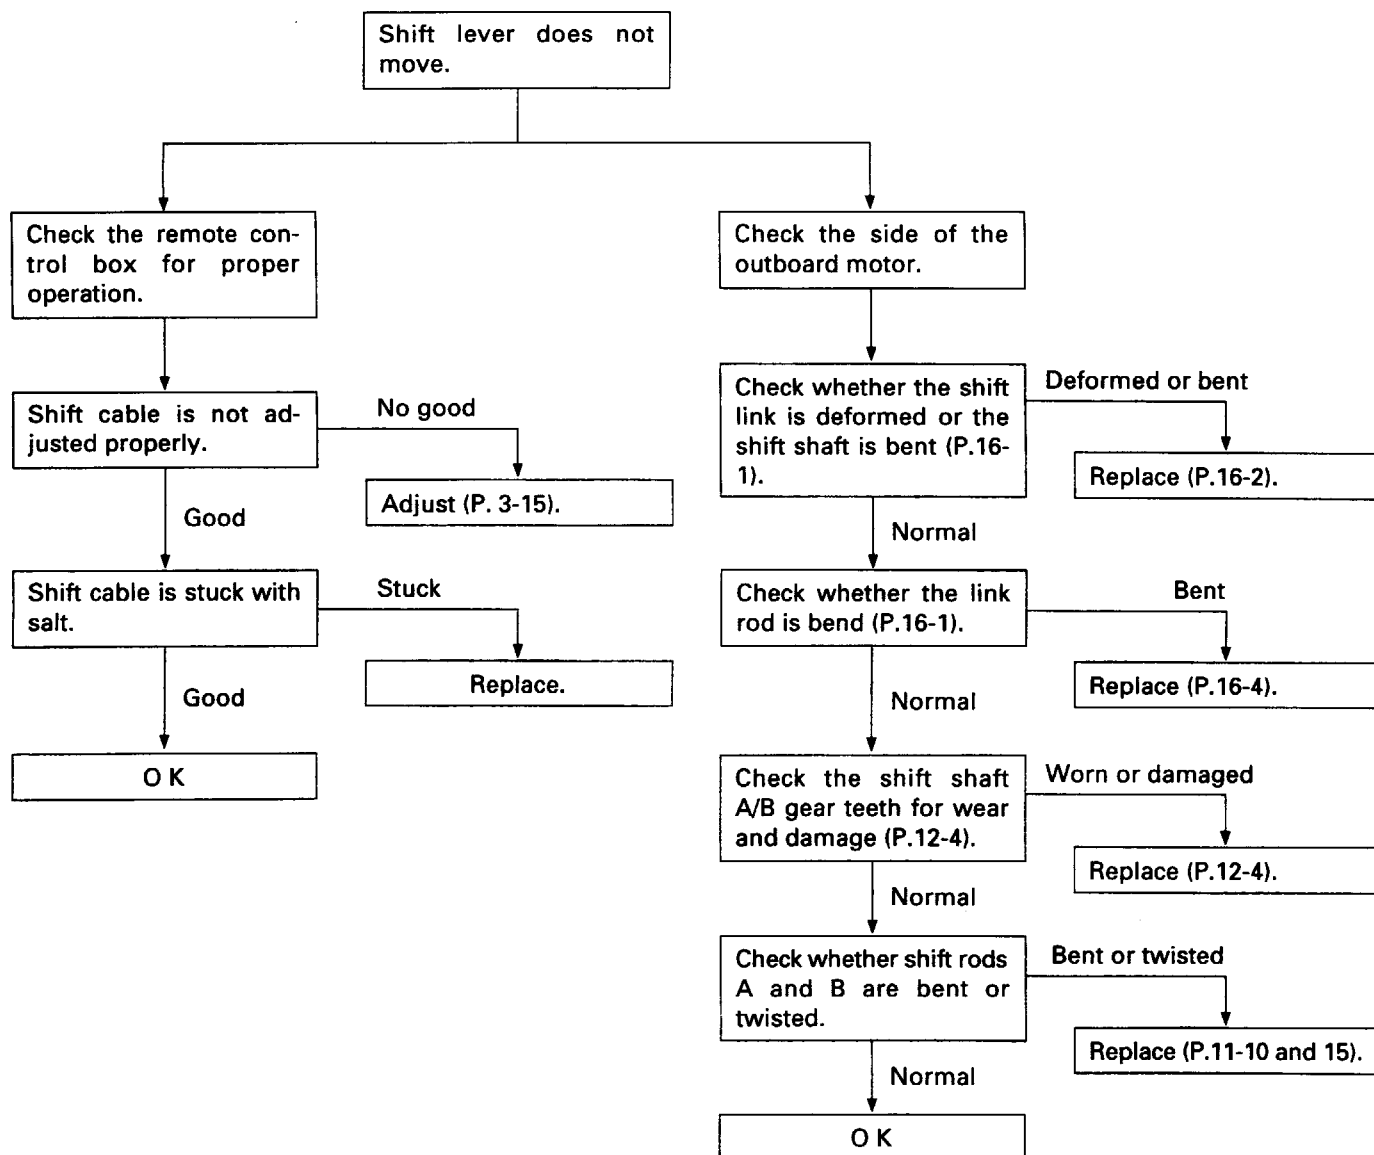 Shift lever does not
move.
Check the remote con-
trol box for proper
operation.
Shift cable is not ad-
justed properly.
No good
Adjust (P. 3-15).
Good
Shift cable is stuck with
salt.
Stuck
Replace.
Good
O K
Check the side of the
outboard motor.
Check whether the shift
link is deformed or the
shift shaft is bent (P.16-
1).
Deformed or bent
Replace (P.16-2).
Normal
Check whether the link
rod is bend (P.16-1).
Bent
Replace (P.16-4).
Normal
Check the shift shaft
A/B gear teeth for wear
and damage (P.12-4).
Worn or damaged
Replace (P.12-4).
Normal
Check whether shift rods
A and B are bent or
twisted.
Bent or twisted
Replace (P.11-10 and 15).
Normal
O K